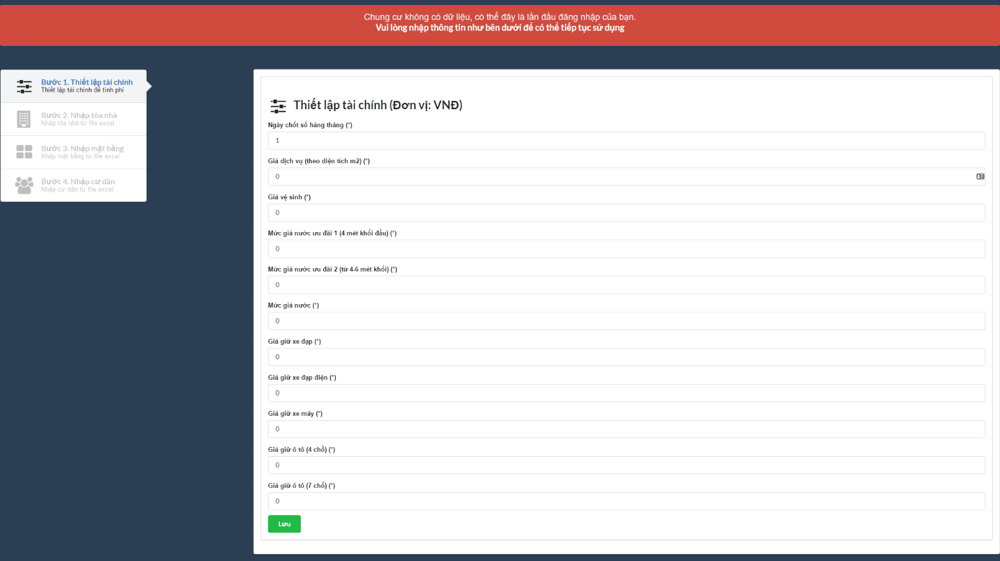 Chung cư không có dữ liệu, có thể đây là lần đầu đăng nhập của bạn.
Vui lòng nhập thông tin như bên dưới để có thể tiếp tục sử dụng
Bước 1. Thiết lập tài chính
Thiết lập tài chính để tính phí
Bước 2. Nhập tòa nhà
Nhập tòa nhà từ file excel
Bước 3. Nhập mặt bằng
Nhập mặt bằng từ file excel
Bước 4. Nhập cư dân
Nhập cư dân từ file excel
Thiết lập tài chính (Đơn vị: VNĐ)
Ngày chốt sổ hàng tháng (*)
1
Giá dịch vụ (theo diện tích m2) (*)
0
Giá vệ sinh (*)
0
Mức giá nước ưu đãi 1 (4 mét khối đầu) (*)
0
Mức giá nước ưu đãi 2 (từ 4-6 mét khối) (*)
0
Mức giá nước (*)
0
Giá giữ xe đạp (*)
0
Giá giữ xe đạp điện (*)
0
Giá giữ xe máy (*)
0
Giá giữ ô tô (4 chỗ) (*)
0
Giá giữ ô tô (7 chỗ) (*)
0
Lưu